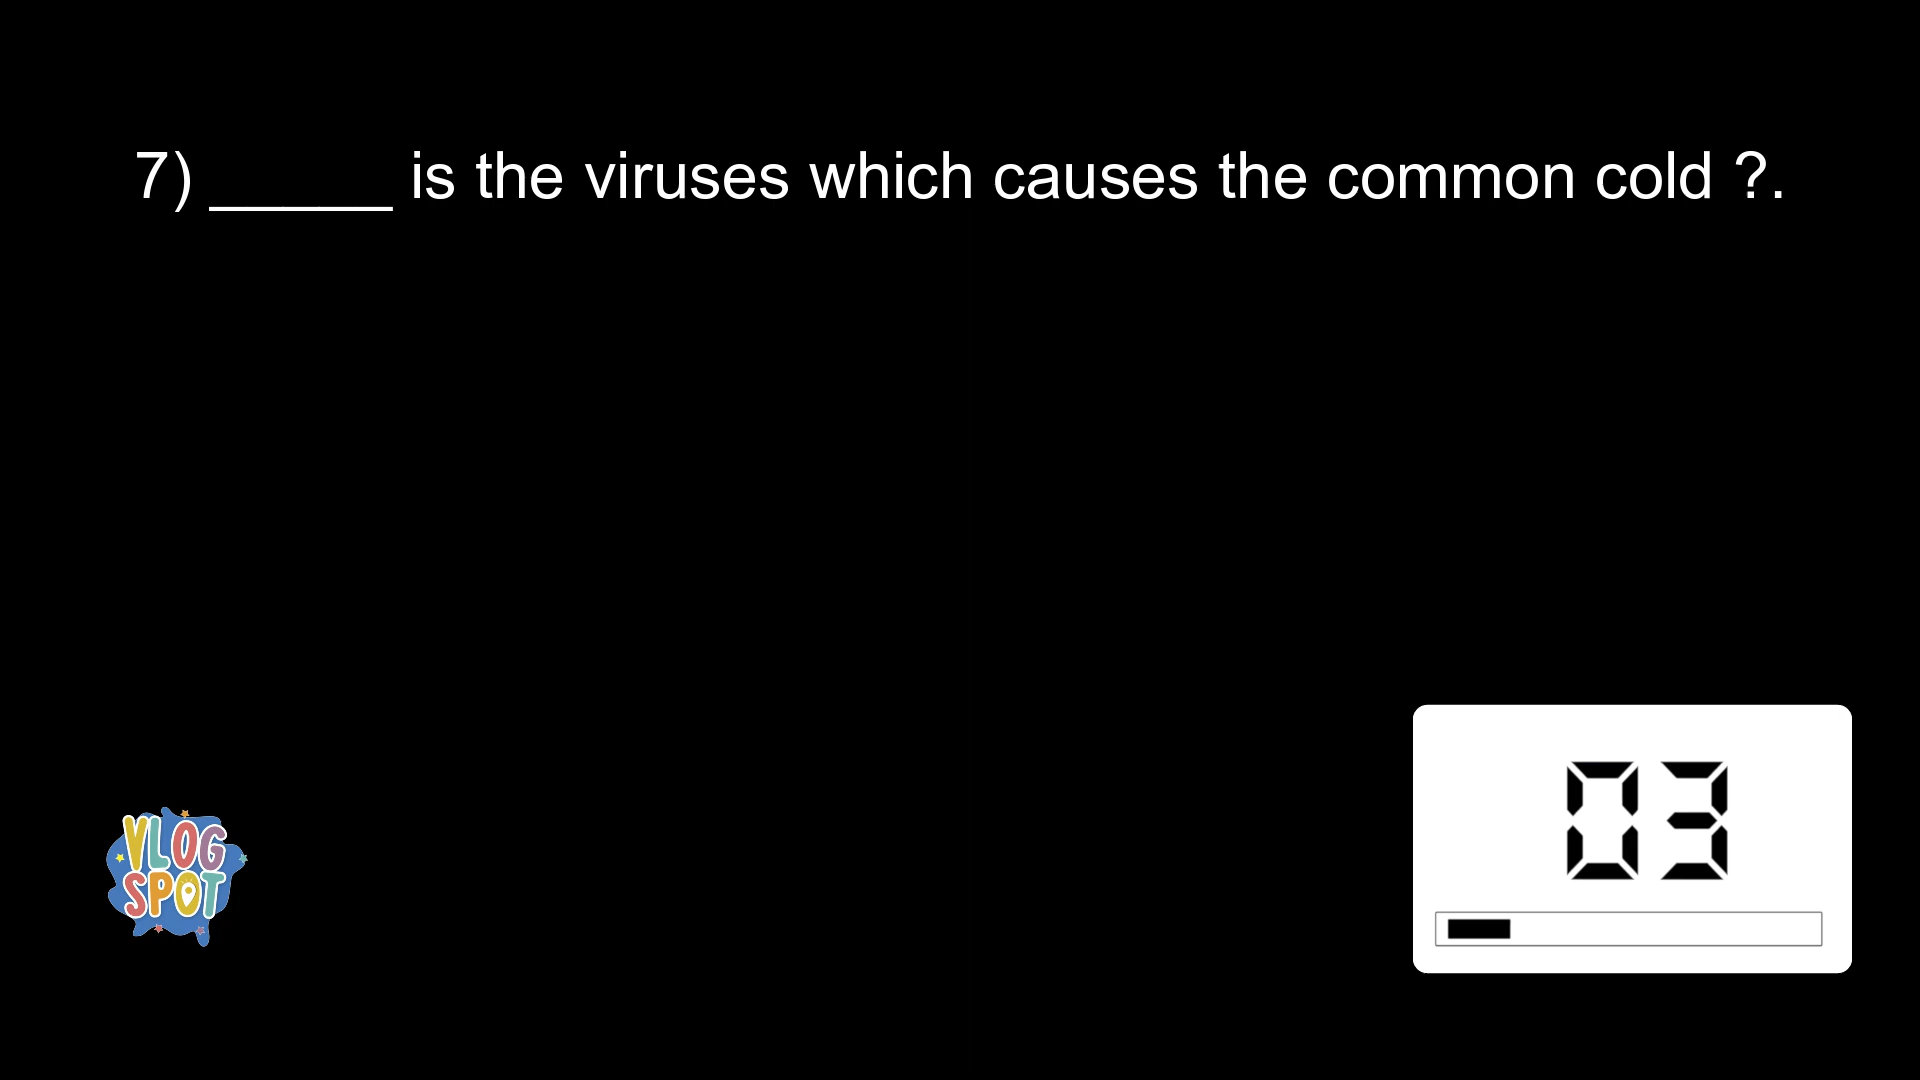 7) _____ is the viruses which causes the common cold ?.
03
VLOG
SPOT